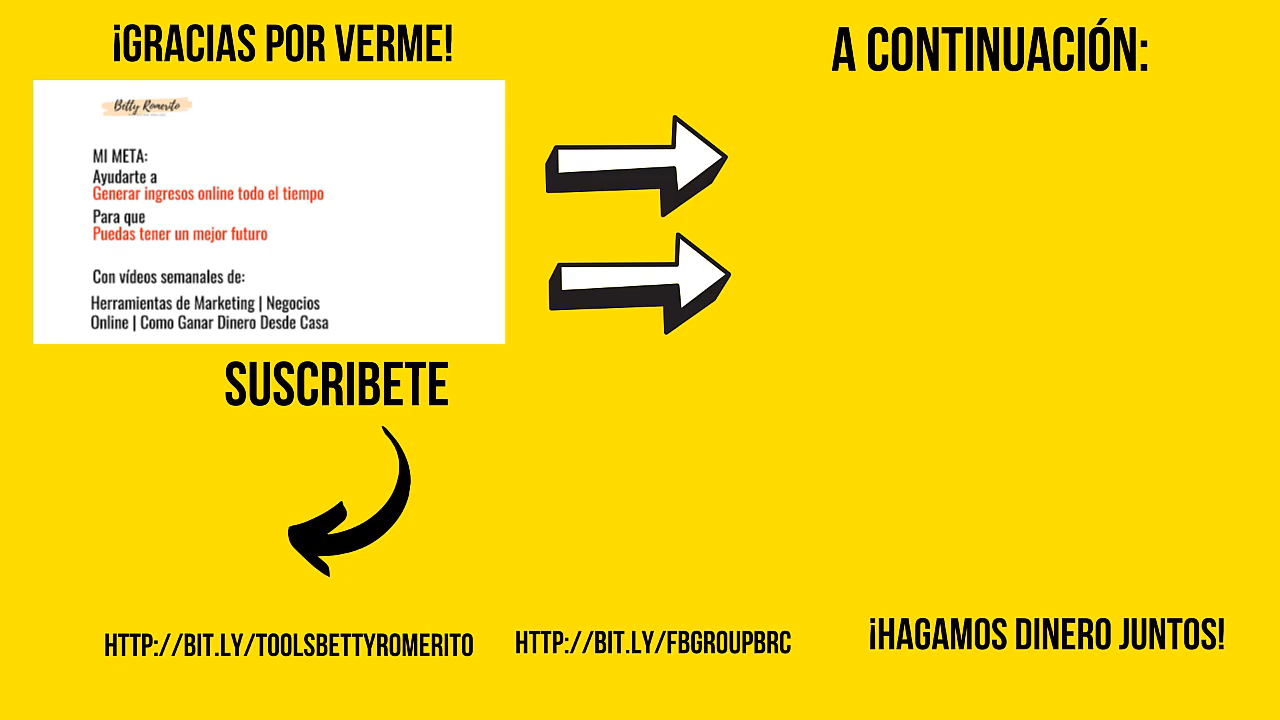 ¡GRACIAS POR VERME!
A CONTINUACIÓN:
Betty Romerito
MI META:
Ayudarte a
Generar ingresos online todo el tiempo
Para que
Puedas tener un mejor futuro
Con vídeos semanales de:
Herramientas de Marketing | Negocios
Online | Como Ganar Dinero Desde Casa
SUSCRIBETE
HTTP://BIT.LY/TOOLSBETTYROMERITO
HTTP://BIT.LY/FBGROUPBRC
¡HAGAMOS DINERO JUNTOS!